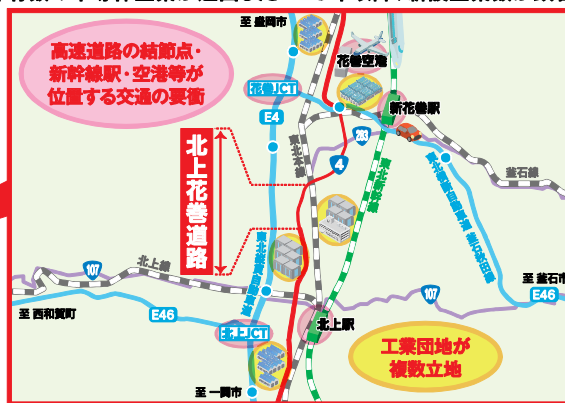 至 盛岡市
高速道路の結節点・
新幹線駅・空港等が
位置する交通の要衝
花巻空港
花巻JCT
新花巻駅
E4
283
東北本線
4
釜石線
北上花巻道路
東北新幹線
東北横断自動車道 釜石秋田線
東北縦貫自動車道
107
北上線
至 釜石市
E46
107
至 西和賀町
E46
北上駅
北上JCT
工業団地が
複数立地
至 一関市